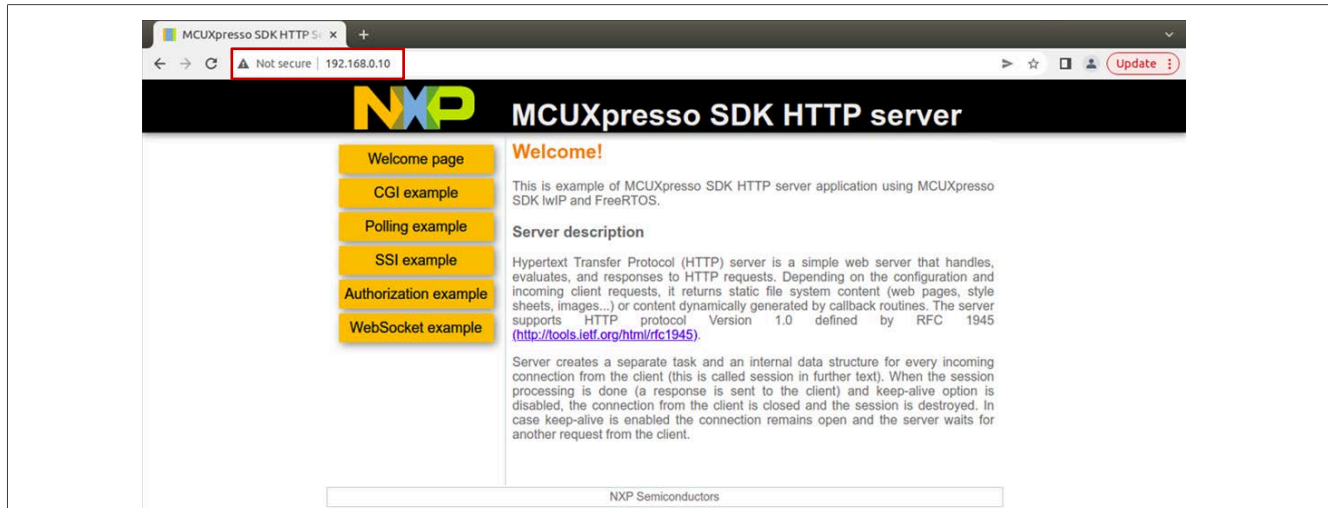 MCUXpresso SDK HTTP S
Not secure | 192.168.0.10
Update
NXP
MCUXpresso SDK HTTP server
Welcome page
CGI example
Polling example
SSI example
Authorization example
WebSocket example
Welcome!
This is example of MCUXpresso SDK HTTP server application using MCUXpresso
SDK lwIP and FreeRTOS.
Server description
Hypertext Transfer Protocol (HTTP) server is a simple web server that handles,
evaluates, and responses to HTTP requests. Depending on the configuration and
incoming client requests, it returns static file system content (web pages, style
sheets, images...) or content dynamically generated by callback routines. The server
supports HTTP protocol Version 1.0 defined by RFC 1945
(http://tools.ietf.org/html/rfc1945).
Server creates a separate task and an internal data structure for every incoming
connection from the client (this is called session in further text). When the session
processing is done (a response is sent to the client) and keep-alive option is
disabled, the connection from the client is closed and the session is destroyed. In
case keep-alive is enabled the connection remains open and the server waits for
another request from the client.
NXP Semiconductors